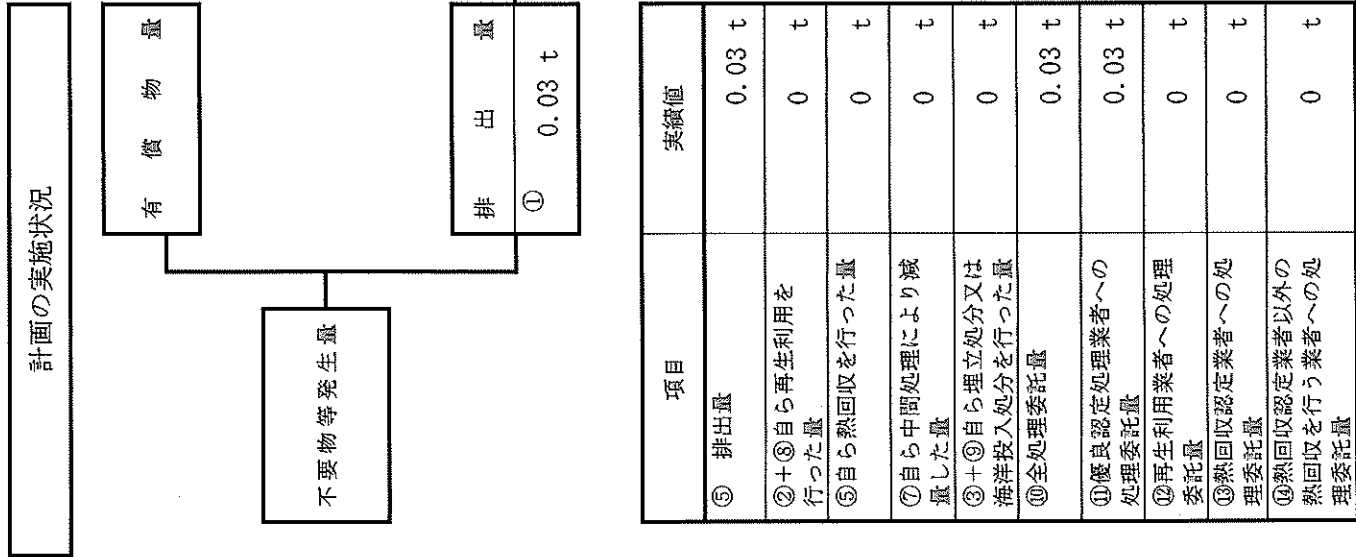 計画の実施状況
有償物量
不要物等発生量
排出量
① 0.03 t
項目 実績値
⑤ 排出量 0.03 t
②+⑧自ら再生利用を
行った量 0 t
⑤自ら熱回収を行った量 0 t
⑦自ら中間処理により減
量した量 0 t
③+⑨自ら埋立処分又は
海洋投入処分を行った量 0 t
⑩全処理委託量 0.03 t
⑪優良認定処理業者への
処理委託量 0.03 t
⑫再生利用業者への処理
委託量 0 t
⑬熱回収認定業者への処
理委託量 0 t
⑭熱回収認定業者以外の
熱回収を行う業者への処
理委託量 0 t